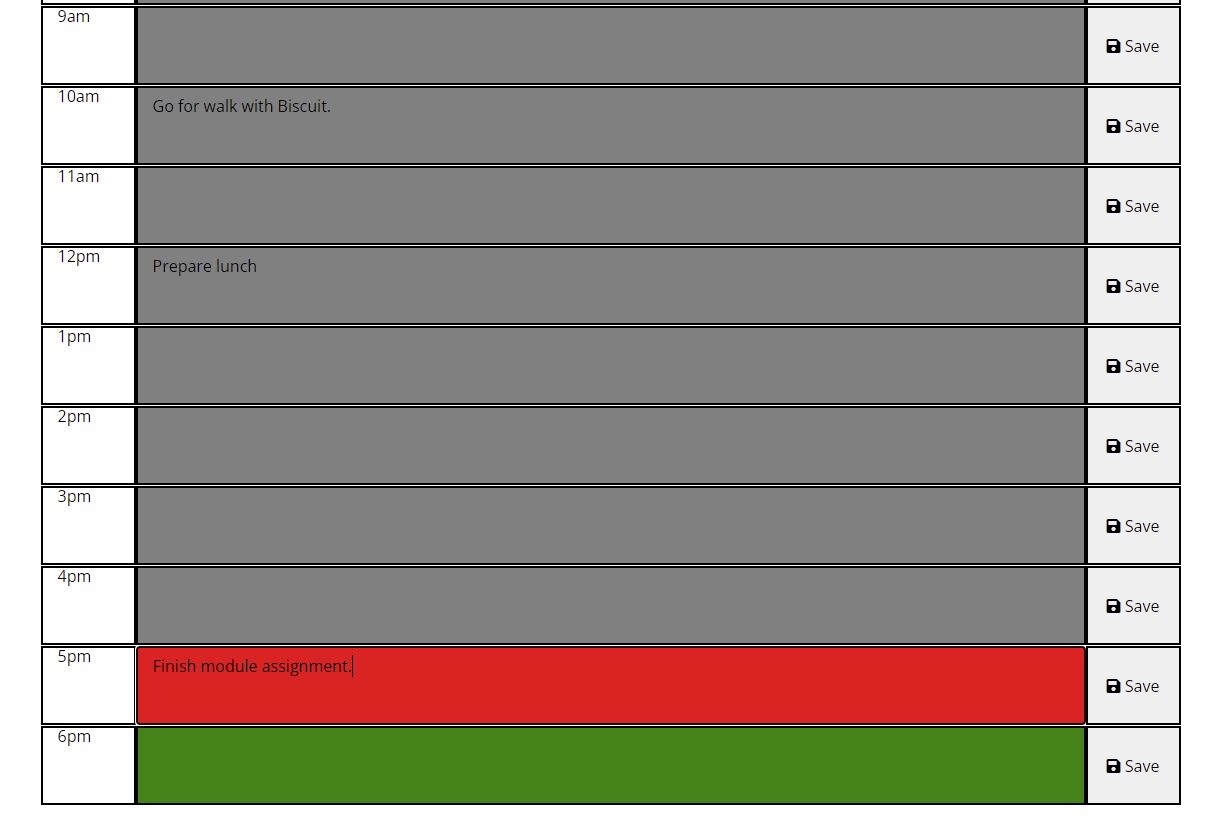 9am
Save
10am
Go for walk with Biscuit.
Save
11am
Save
12pm
Prepare lunch
Save
1pm
Save
2pm
Save
3pm
Save
4pm
Save
5pm
Finish module assignment.
Save
6pm
Save